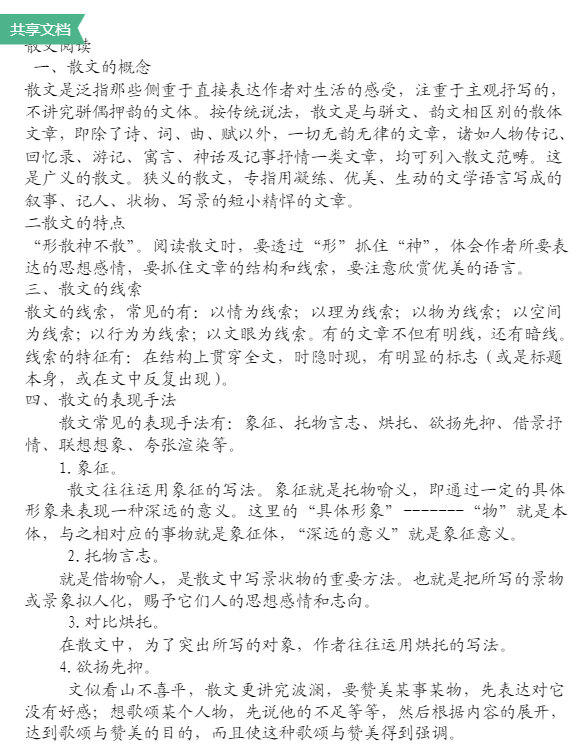 共享文档
散文阅读
一、散文的概念
散文是泛指那些侧重于直接表达作者对生活的感受，注重于主观抒写的，
不讲究骈偶押韵的文体。按传统说法，散文是与骈文、韵文相区别的散体
文章，即除了诗、词、曲、赋以外，一切无韵无律的文章，诸如人物传记、
回忆录、游记、寓言、神话及记事抒情一类文章，均可列入散文范畴。这
是广义的散文。狭义的散文，专指用凝练、优美、生动的文学语言写成的
叙事、记人、状物、写景的短小精悍的文章。
二散文的特点
“形散神不散”。阅读散文时，要透过“形”抓住“神”，体会作者所要表
达的思想感情，要抓住文章的结构和线索，要注意欣赏优美的语言。
三、散文的线索
散文的线索，常见的有：以情为线索；以理为线索；以物为线索；以空间
为线索；以行为为线索；以文眼为线索。有的文章不但有明线，还有暗线。
线索的特征有：在结构上贯穿全文，时隐时现，有明显的标志（或是标题
本身，或在文中反复出现）。
四、散文的表现手法
散文常见的表现手法有：象征、托物言志、烘托、欲扬先抑、借景抒
情、联想想象、夸张渲染等。
1.象征。
散文往往运用象征的写法。象征就是托物喻义，即通过一定的具体
形象来表现一种深远的意义。这里的“具体形象”-------“物”就是本
体，与之相对应的事物就是象征体，“深远的意义”就是象征意义。
2.托物言志。
就是借物喻人，是散文中写景状物的重要方法。也就是把所写的景物
或景象拟人化，赐予它们人的思想感情和志向。
3.对比烘托。
在散文中，为了突出所写的对象，作者往往运用烘托的写法。
4.欲扬先抑。
文似看山不喜平，散文更讲究波澜，要赞美某事某物，先表达对它
没有好感；想歌颂某个人物，先说他的不足等等，然后根据内容的展开，
达到歌颂与赞美的目的，而且使这种歌颂与赞美得到强调。